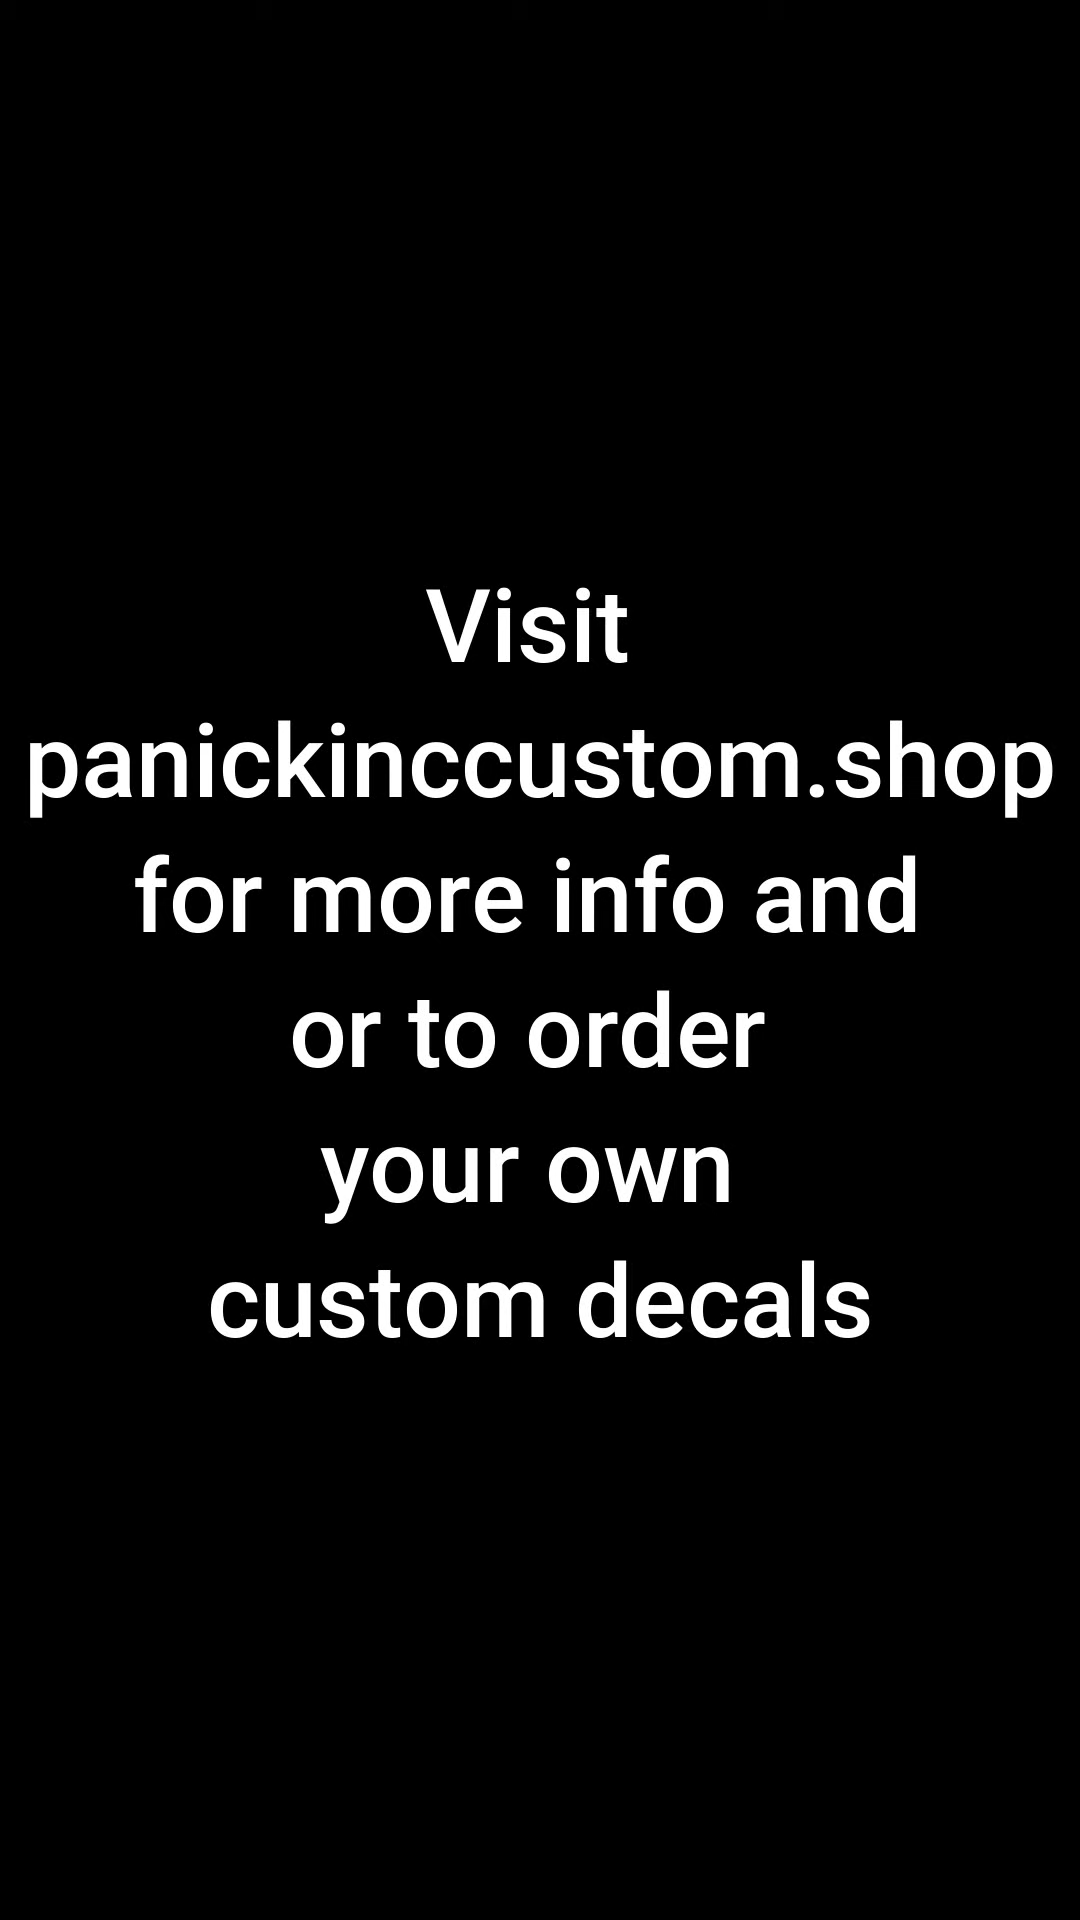 Visit
panickinccustom.shop
for more info and
or to order
your own
custom decals